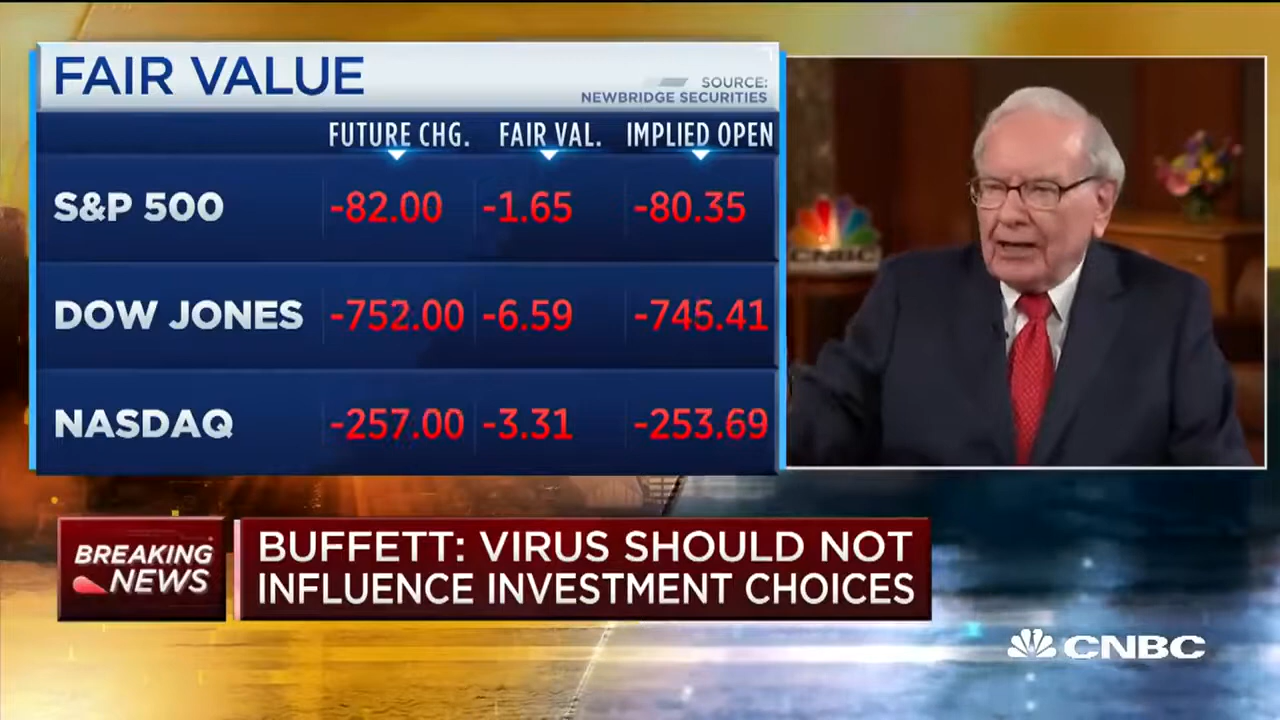 FAIR VALUE
SOURCE:
NEWBRIDGE SECURITIES
FUTURE CHG. FAIR VAL. IMPLIED OPEN
S&P 500 -82.00 -1.65 -80.35
DOW JONES -752.00 -6.59 -745.41
NASDAQ -257.00 -3.31 -253.69
CNBC
BREAKING
NEWS
BUFFETT: VIRUS SHOULD NOT
INFLUENCE INVESTMENT CHOICES
CNBC